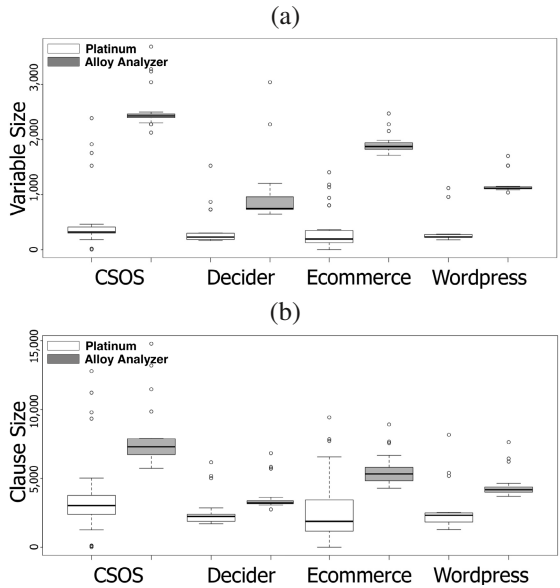 (a)
Platinum
Alloy Analyzer
Variable Size
3,000
2,000
1,000
0
CSOS Decider Ecommerce Wordpress
(b)
Platinum
Alloy Analyzer
Clause Size
15,000
10,000
5,000
0
CSOS Decider Ecommerce Wordpress